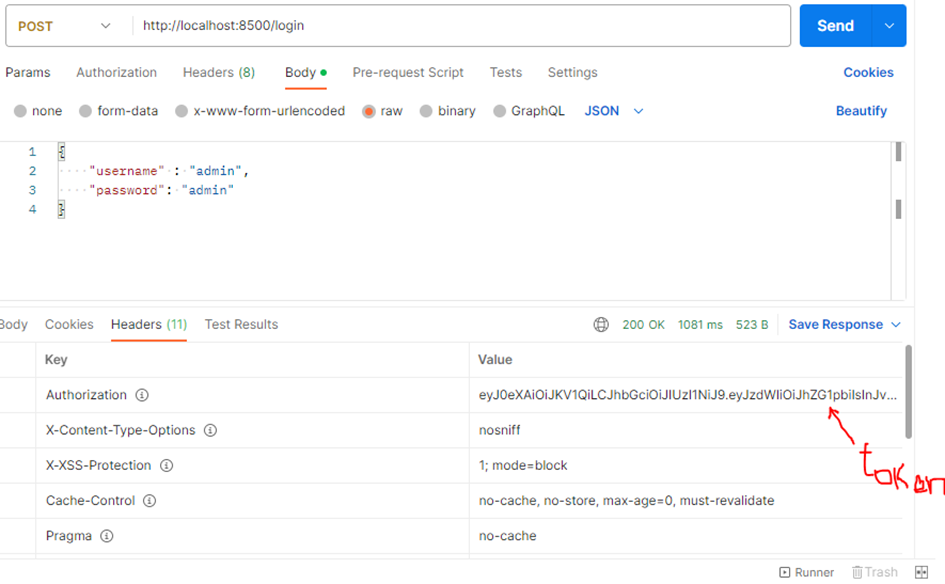 POST http://localhost:8500/login Send
Params Authorization Headers (8) Body Pre-request Script Tests Settings Cookies
none form-data x-www-form-urlencoded raw binary GraphQL JSON Beautify
1 {
2 "username" : "admin",
3 "password": "admin"
4 }
Body Cookies Headers (11) Test Results 200 OK 1081 ms 523 B Save Response
Key Value
Authorization eyJ0eXAiOiJKV1QiLCJhbGciOiJIUzI1NiJ9.eyJzdWIiOiJhZG1pbiIsInJv...
X-Content-Type-Options nosniff
token
X-XSS-Protection 1; mode=block
Cache-Control no-cache, no-store, max-age=0, must-revalidate
Pragma no-cache
Runner Trash